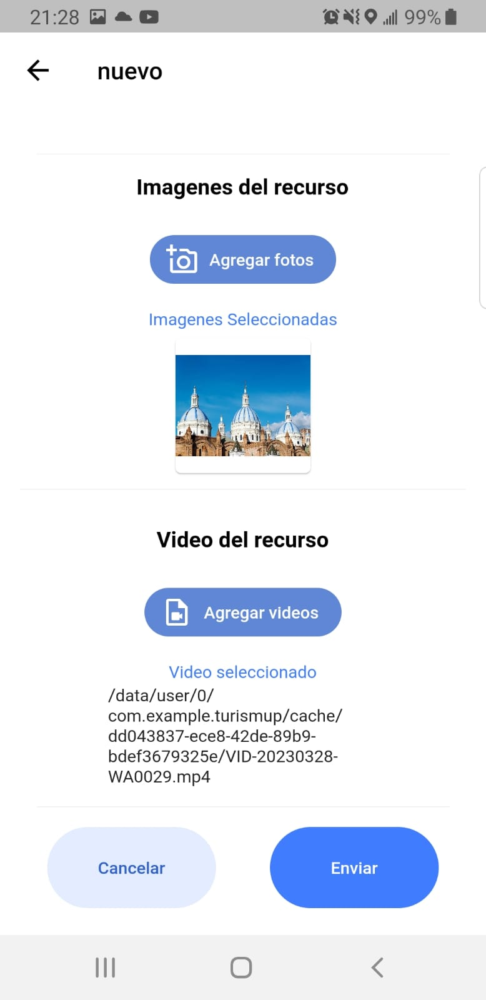 21:28 99%
nuevo
Imagenes del recurso
Agregar fotos
Imagenes Seleccionadas
Video del recurso
Agregar videos
Video seleccionado
/data/user/0/
com.example.turismup/cache/
dd043837-ece8-42de-89b9-
bdef3679325e/VID-20230328-
WA0029.mp4
Cancelar Enviar